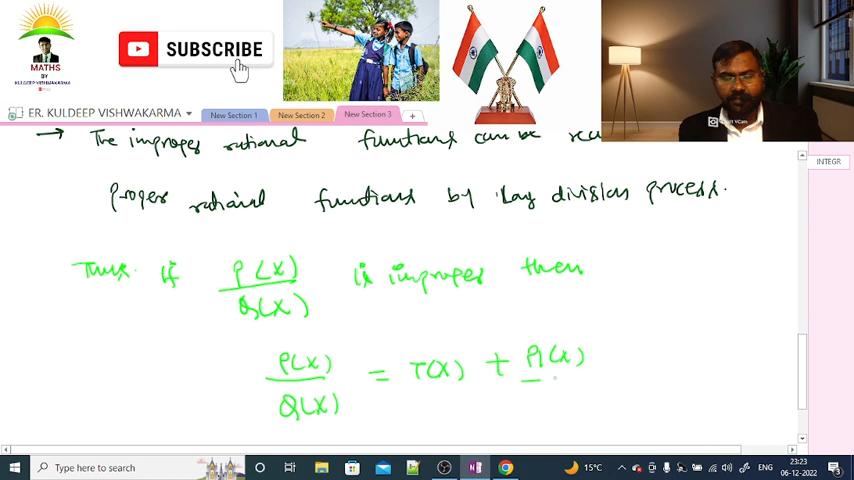 SUBSCRIBE
MATHS
BY
KULDEEP VISHWAKARMA
ER. KULDEEP VISHWAKARMA
New Section 1
New Section 2
New Section 3
+
INTEGR
→ The improper rational functions can be
proper rational functions by long division process.
Thus if P(X)/Q(X) is improper then
P(X)/Q(X) = T(X) + P1(X)
Type here to search
15°C
ENG
23:23
06-12-2022
3